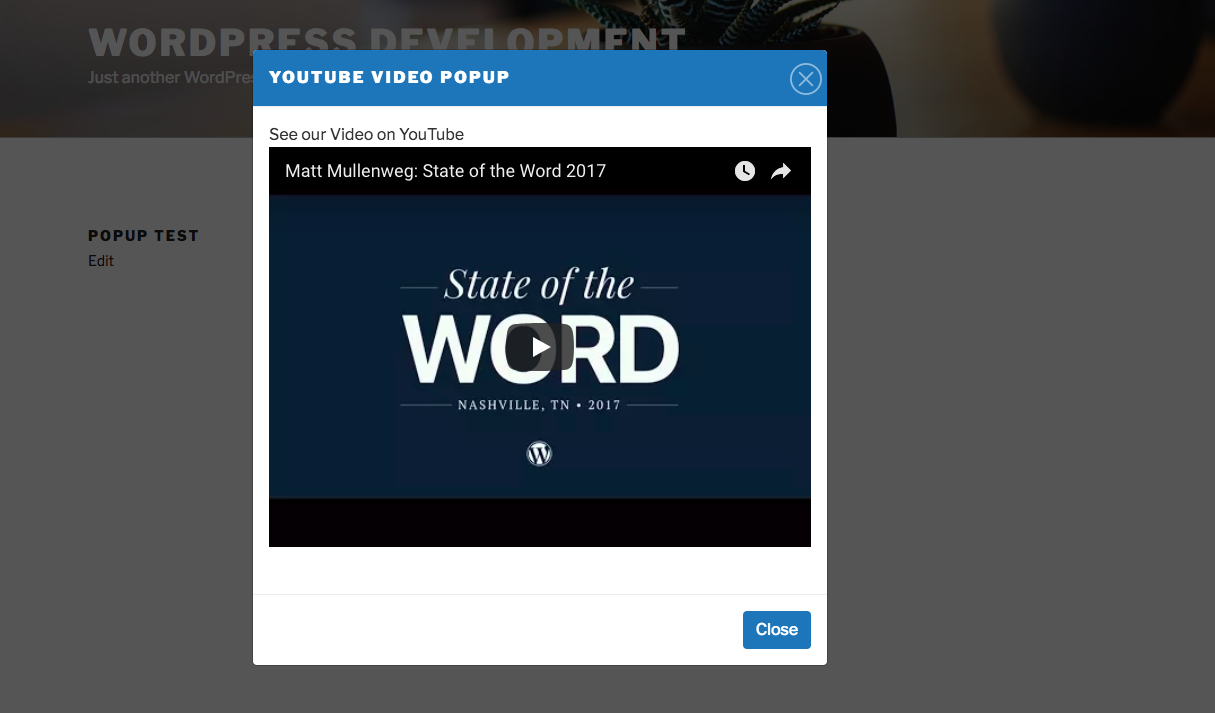 WORDPRESS DEVELOPMENT
Just another WordPres
YOUTUBE VIDEO POPUP
See our Video on YouTube
Matt Mullenweg: State of the Word 2017
State of the
WORD
NASHVILLE, TN • 2017
POPUP TEST
Edit
Close